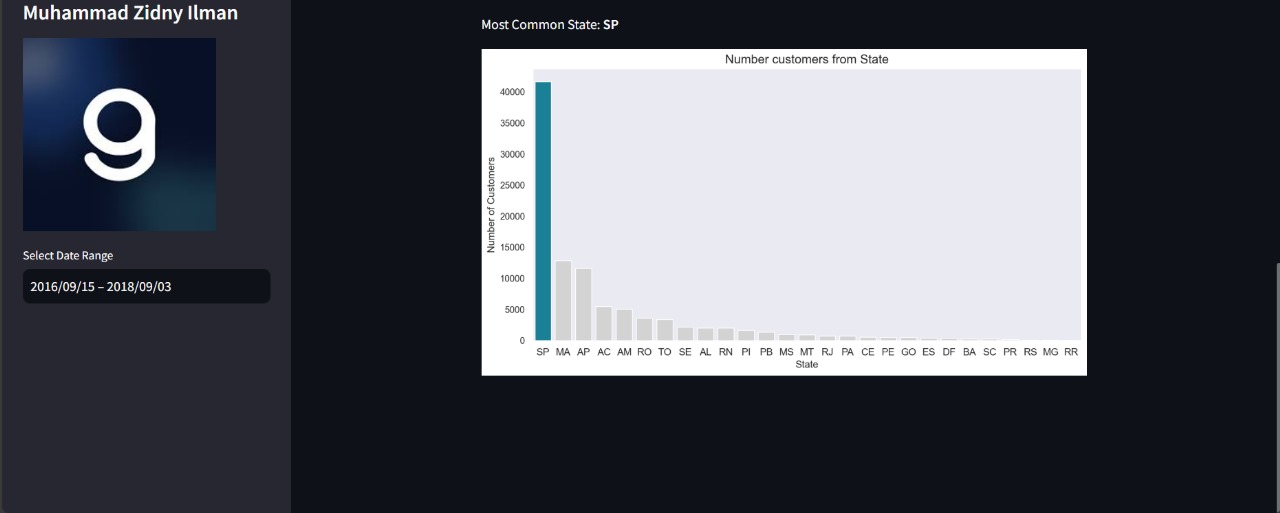 Muhammad Zidny Ilman
g
Select Date Range
2016/09/15 – 2018/09/03
Most Common State: SP
Number customers from State
Number of Customers
40000
35000
30000
25000
20000
15000
10000
5000
0
SP MA AP AC AM RO TO SE AL RN PI PB MS MT RJ PA CE PE GO ES DF BA SC PR RS MG RR
State